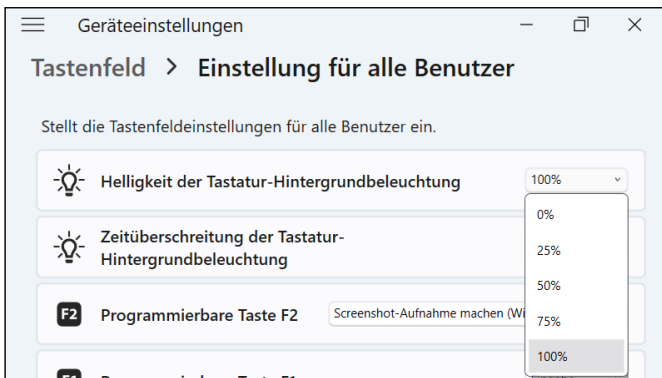 Geräteeinstellungen
Tastenfeld > Einstellung für alle Benutzer
Stellt die Tastenfeldeinstellungen für alle Benutzer ein.
Helligkeit der Tastatur-Hintergrundbeleuchtung 100%
0%
Zeitüberschreitung der Tastatur-
Hintergrundbeleuchtung
25%
50%
F2 Programmierbare Taste F2 Screenshot-Aufnahme machen (Wi
75%
100%